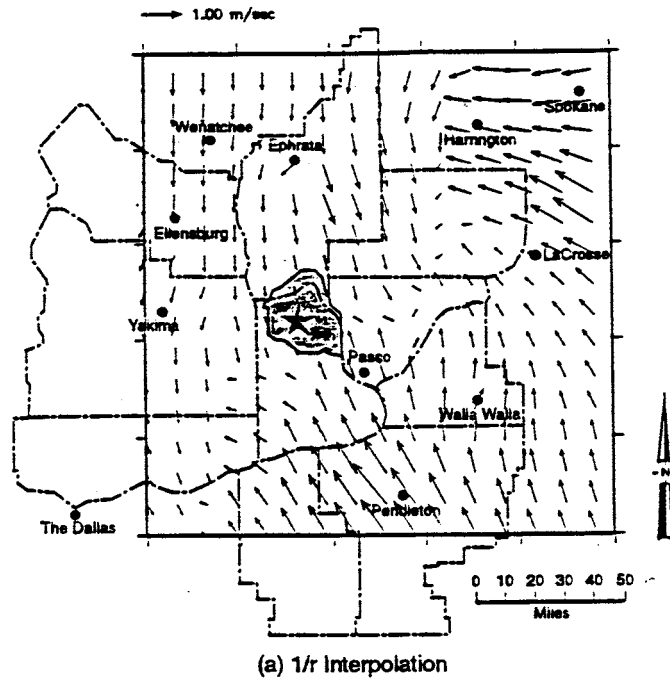 1.00 m/sec
Spokane
Wenatchee
Harrington
Ephrata
Ellensburg
LaCrosse
Yakima
Pasco
Walla Walla
N
Pendleton
The Dallas
0 10 20 30 40 50
Miles
(a) 1/r Interpolation